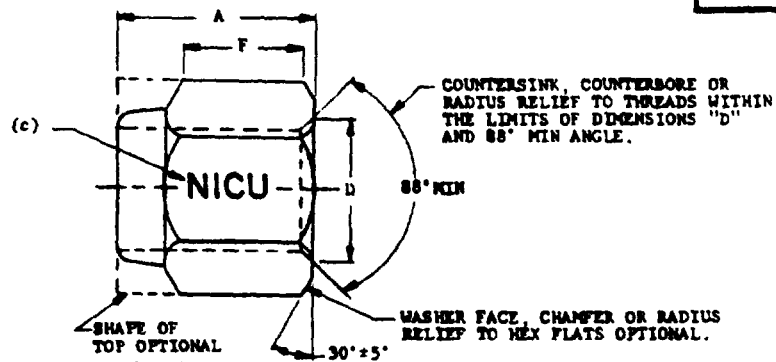 A
F
COUNTERSINK, COUNTERBORE OR
RADIUS RELIEF TO THREADS WITHIN
THE LIMITS OF DIMENSIONS "D"
AND 88° MIN ANGLE.
(c)
NICU
D
88° MIN
WASHER FACE, CHAMFER OR RADIUS
RELIEF TO HEX FLATS OPTIONAL.
SHAPE OF
TOP OPTIONAL
30°±5°